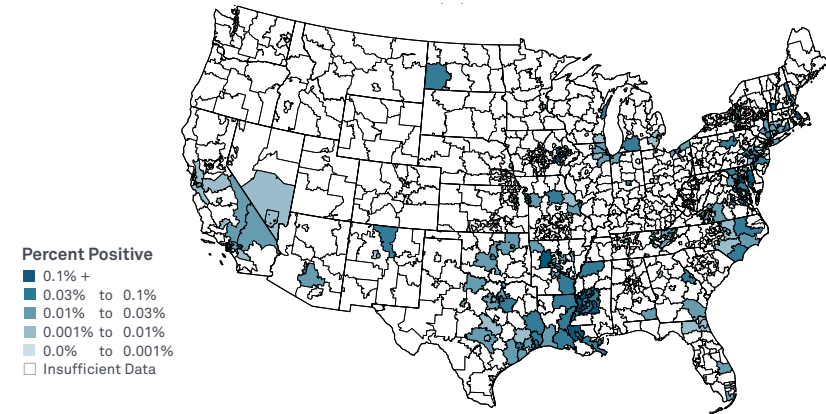 Percent Positive
0.1% +
0.03% to 0.1%
0.01% to 0.03%
0.001% to 0.01%
0.0% to 0.001%
Insufficient Data